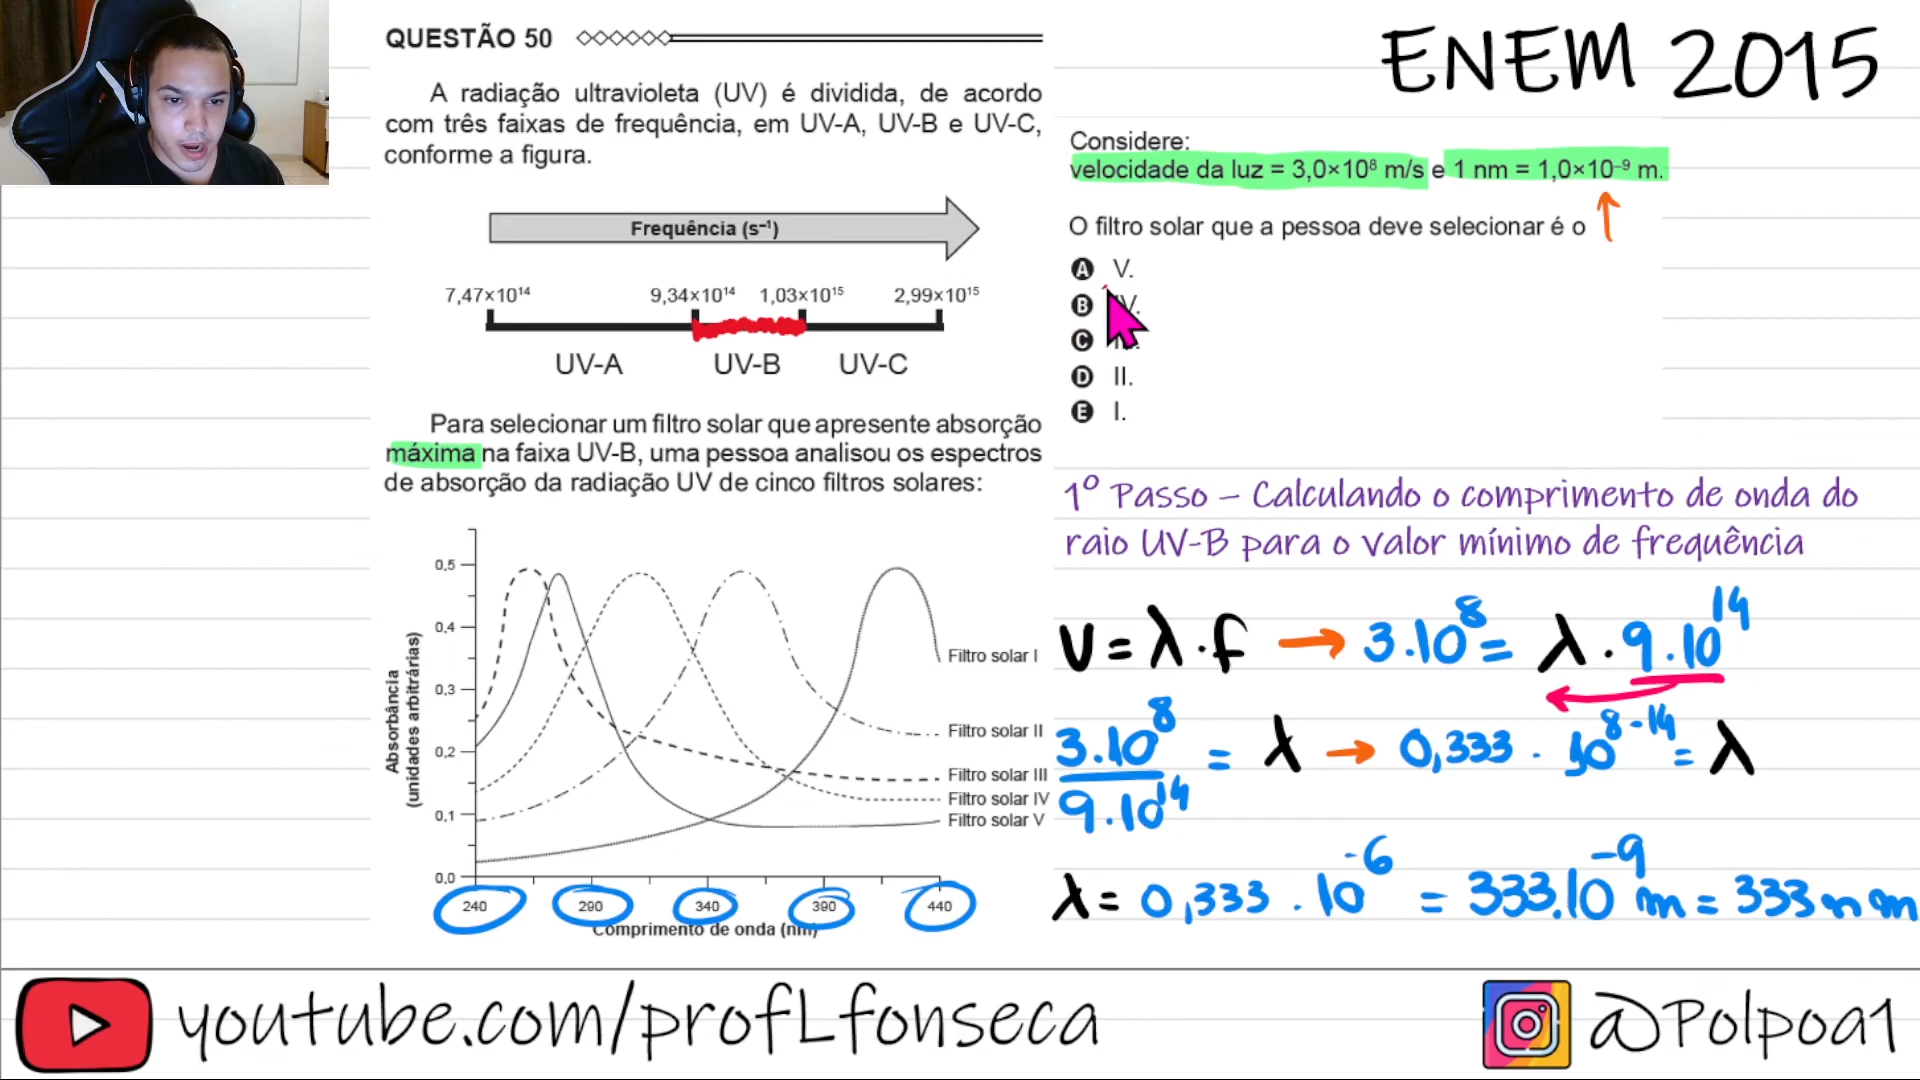 QUESTÃO 50
A radiação ultravioleta (UV) é dividida, de acordo
com três faixas de frequência, em UV-A, UV-B e UV-C,
conforme a figura.
Frequência (s⁻¹)
7,47×10¹⁴ 9,34×10¹⁴ 1,03×10¹⁵ 2,99×10¹⁵
UV-A UV-B UV-C
Para selecionar um filtro solar que apresente absorção
máxima na faixa UV-B, uma pessoa analisou os espectros
de absorção da radiação UV de cinco filtros solares:
Absorbância
(unidades arbitrárias)
0,5
0,4
0,3
0,2
0,1
0,0
Filtro solar I
Filtro solar II
Filtro solar III
Filtro solar IV
Filtro solar V
240 290 340 390 440
Comprimento de onda (nm)
ENEM 2015
Considere:
velocidade da luz = 3,0×10⁸ m/s e 1 nm = 1,0×10⁻⁹ m.
O filtro solar que a pessoa deve selecionar é o
A V.
B IV.
C
D II.
E I.
1º Passo – Calculando o comprimento de onda do
raio UV-B para o valor mínimo de frequência
V = λ · f → 3.10⁸ = λ · 9.10¹⁴
3.10⁸ / 9.10¹⁴ = λ → 0,333 · 10⁸⁻¹⁴ = λ
λ = 0,333 · 10⁻⁶ = 333.10⁻⁹ m = 333 nm
youtube.com/profLfonseca
@Polpoa1